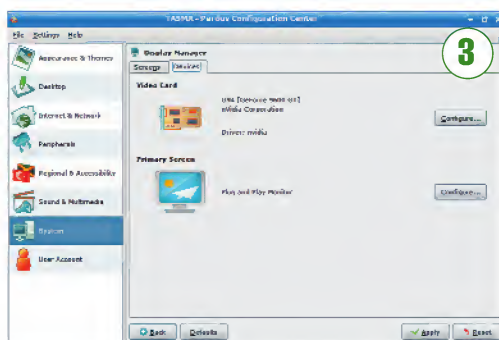 TASMA - Pardus Configuration Center
File Settings Help
3
Appearance & Themes
Desktop
Internet & Network
Peripherals
Regional & Accessibility
Sound & Multimedia
System
User Account
Display Manager
Screens Devices
Video Card
nVidia Corporation
Driver: nvidia
Configure...
Primary Screen
Plug and Play Monitor
Configure...
Back Defaults Apply Reset